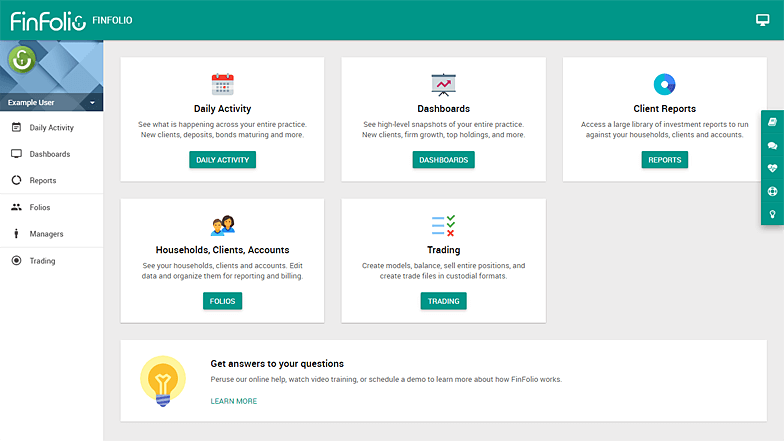 FinFolio FINFOLIO
Example User
Daily Activity
Dashboards
Reports
Folios
Managers
Trading
Daily Activity
See what is happening across your entire practice.
New clients, deposits, bonds maturing and more.
DAILY ACTIVITY
Dashboards
See high-level snapshots of your entire practice.
New clients, firm growth, top holdings, and more.
DASHBOARDS
Client Reports
Access a large library of investment reports to run
against your households, clients and accounts.
REPORTS
Households, Clients, Accounts
See your households, clients and accounts. Edit
data and organize them for reporting and billing.
FOLIOS
Trading
Create models, balance, sell entire positions, and
create trade files in custodial formats.
TRADING
Get answers to your questions
Peruse our online help, watch video training, or schedule a demo to learn more about how FinFolio works.
LEARN MORE